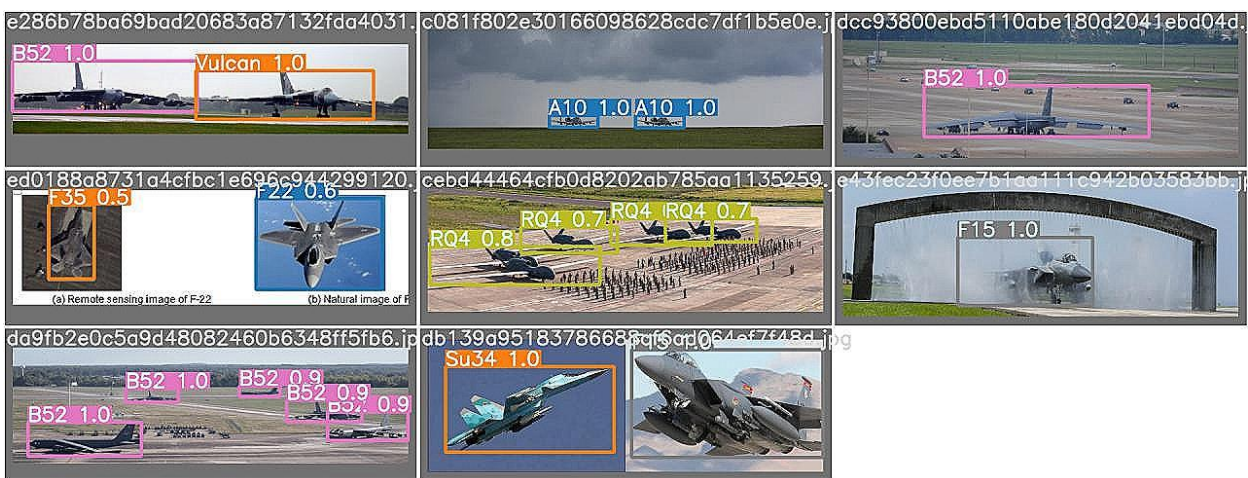 e286b78ba69bad20683a87132fda4031.
B52 1.0
Vulcan 1.0
c081f802e30166098628cdc7df1b5e0e.j
A10 1.0
A10 1.0
dcc93800ebd5110abe180d2041ebd04d.
B52 1.0
ed0188a8731a4cfbc1e696c944299120.j
F35 0.5
F22 0.6
(a) Remote sensing image of F-22
(b) Natural image of F
cebd44464cfb0d8202ab785aa1135259.
RQ4 0.8
RQ4 0.7
RQ4
RQ4 0.7
e43fec23f0ee7b1aa111c942b03583bb.jp
F15 1.0
da9fb2e0c5a9d48082460b6348ff5fb6.jp
B52 1.0
B52 1.0
B52 0.9
B52 0.9
B52 0.9
Su34 1.0